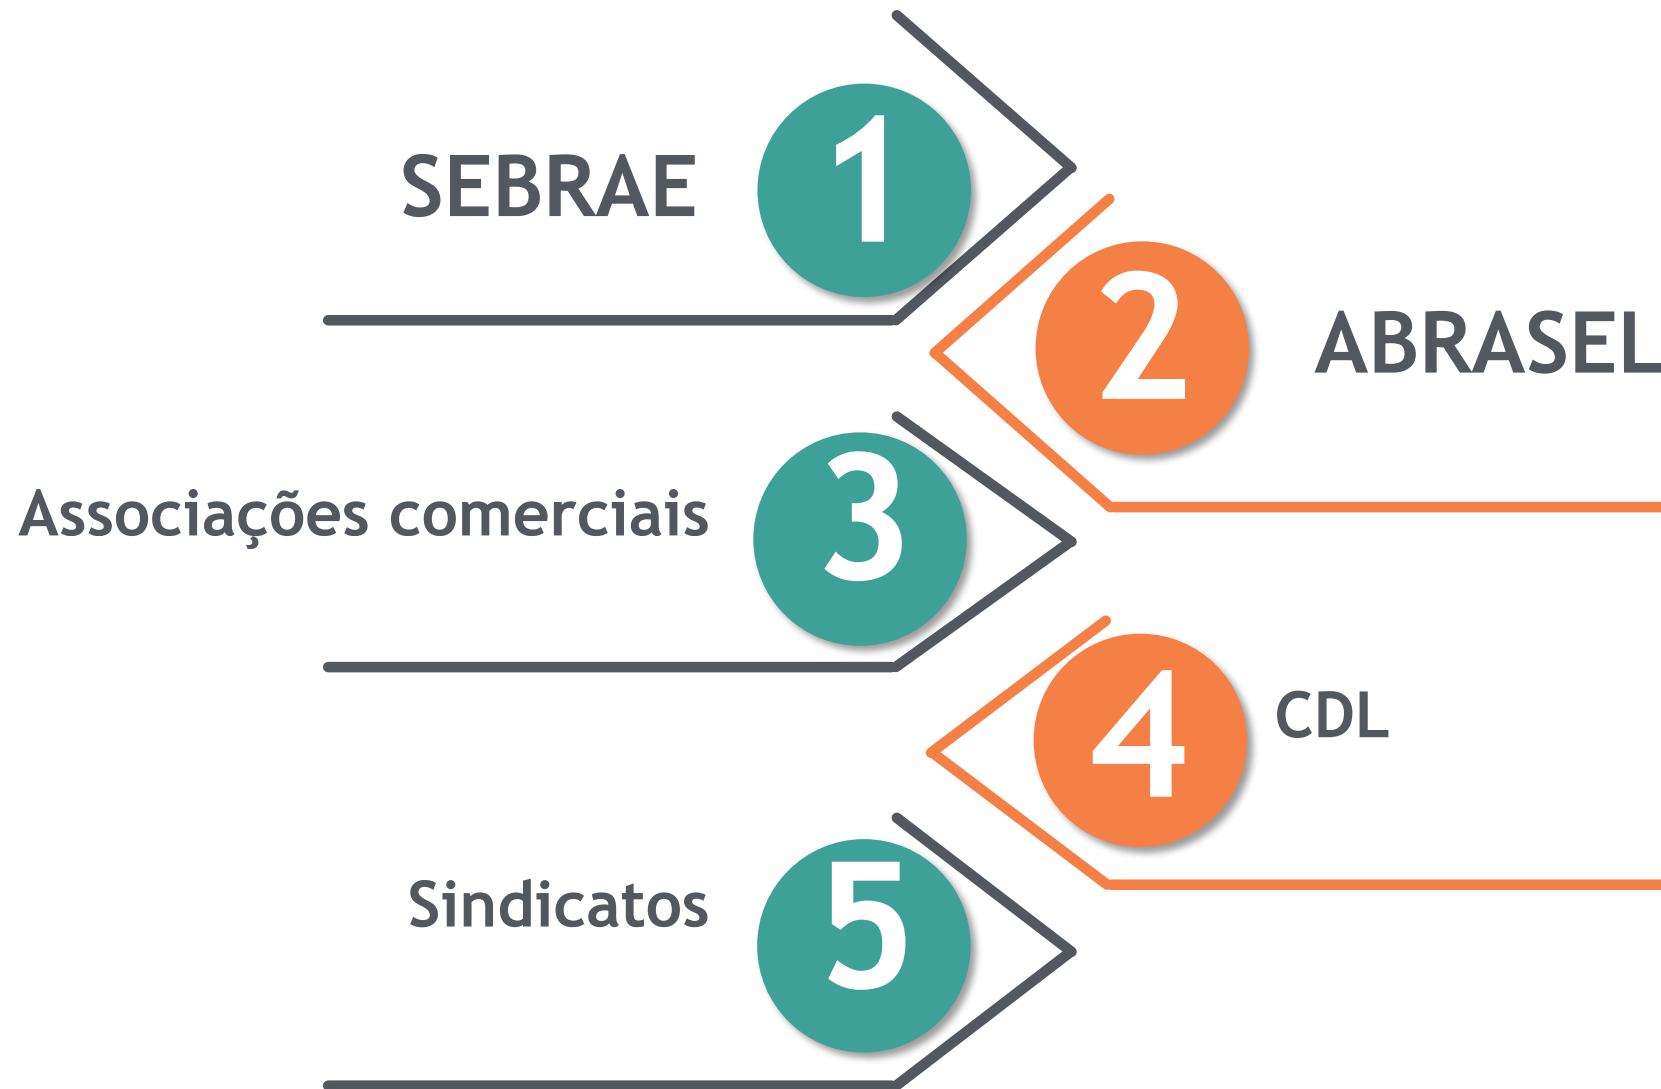 1
SEBRAE
2
ABRASEL
3
Associações comerciais
4
CDL
5
Sindicatos